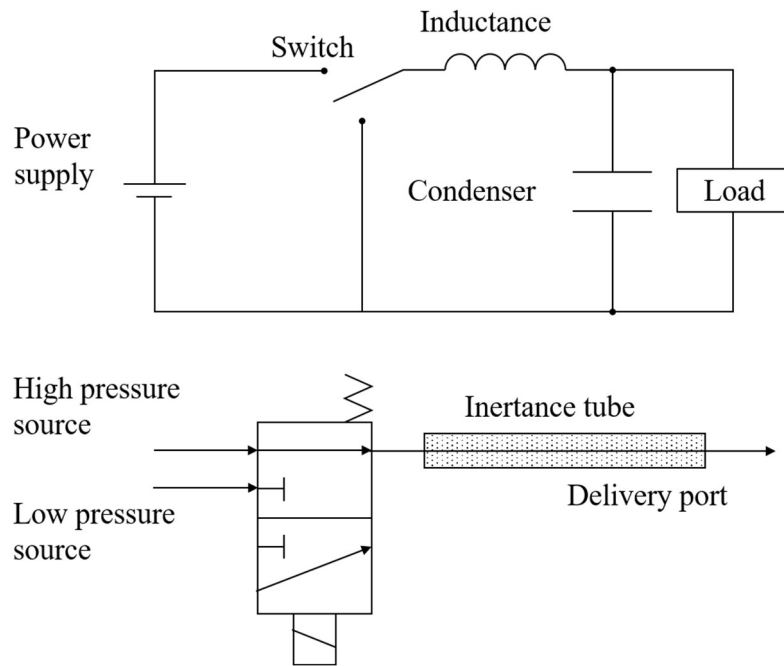 Inductance
Switch
Power
supply
Condenser
Load
High pressure
source
Inertance tube
Low pressure
source
Delivery port